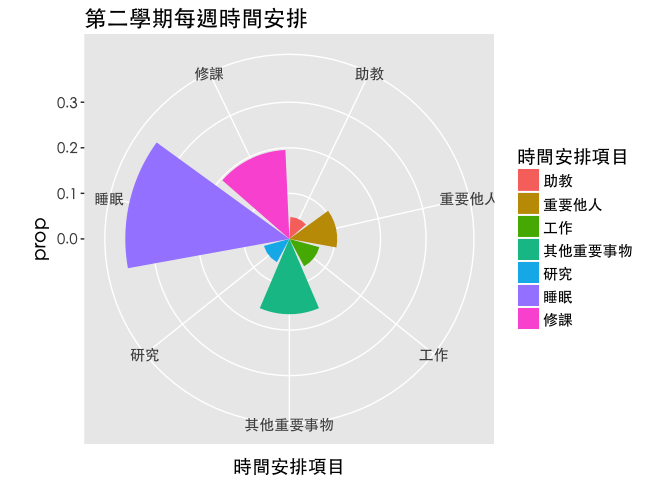 第二學期每週時間安排
修課
助教
0.3
0.2
0.1
0.0
prop
睡眠
重要他人
研究
工作
其他重要事物
時間安排項目
時間安排項目
助教
重要他人
工作
其他重要事物
研究
睡眠
修課